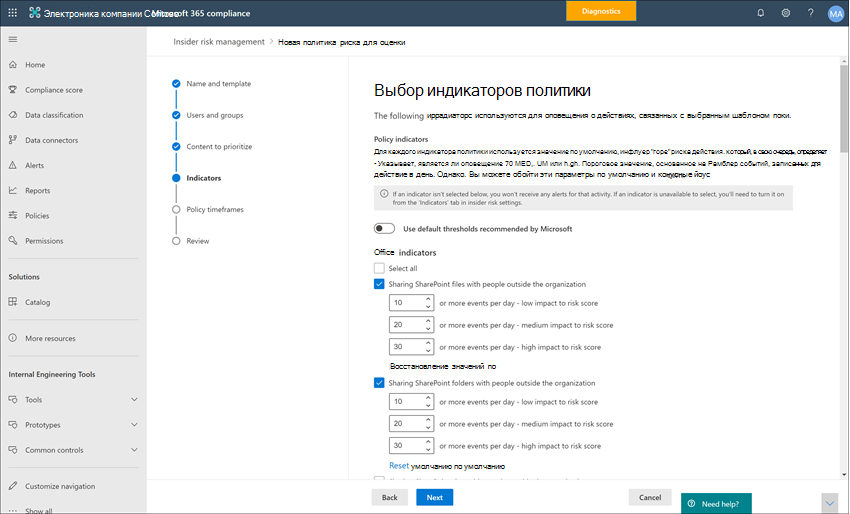 Электроника компании Contoso Microsoft 365 compliance
Diagnostics
MA
Insider risk management > Новая политика риска для оценки
Home
Compliance score
Data classification
Data connectors
Alerts
Reports
Policies
Permissions
Solutions
Catalog
More resources
Internal Engineering Tools
Tools
Prototypes
Common controls
Customize navigation
Show all
Name and template
Users and groups
Content to prioritize
Indicators
Policy timeframes
Review
Выбор индикаторов политики
The following иррадиаторс используются для оповещения о действиях, связанных с выбранным шаблоном поки.
Policy indicators
Для каждого индикатора политики используется значение по умолчанию, инфлуер "горе" риска действия. который, в свою очередь, определяет
- Указывает, является ли оповещение 70 MED,. UM или h.gh. Пороговое значение, основанное на Рамблер событий, записанных для
действие в день. Однако. Вы можете обойти эти параметры по умолчанию и
If an indicator isn't selected below, you won't receive any alerts for that activity. If an indicator is unavailable to select, you'll need to turn it on
from the 'Indicators' tab in insider risk settings.
Use default thresholds recommended by Microsoft
Office indicators
Select all
Sharing SharePoint files with people outside the organization
10 or more events per day - low impact to risk score
20 or more events per day - medium impact to risk score
30 or more events per day - high impact to risk score
Восстановление значений по
Sharing SharePoint folders with people outside the organization
10 or more events per day - low impact to risk score
20 or more events per day - medium impact to risk score
30 or more events per day - high impact to risk score
Reset умолчанию по умолчанию
Back
Next
Cancel
Need help?